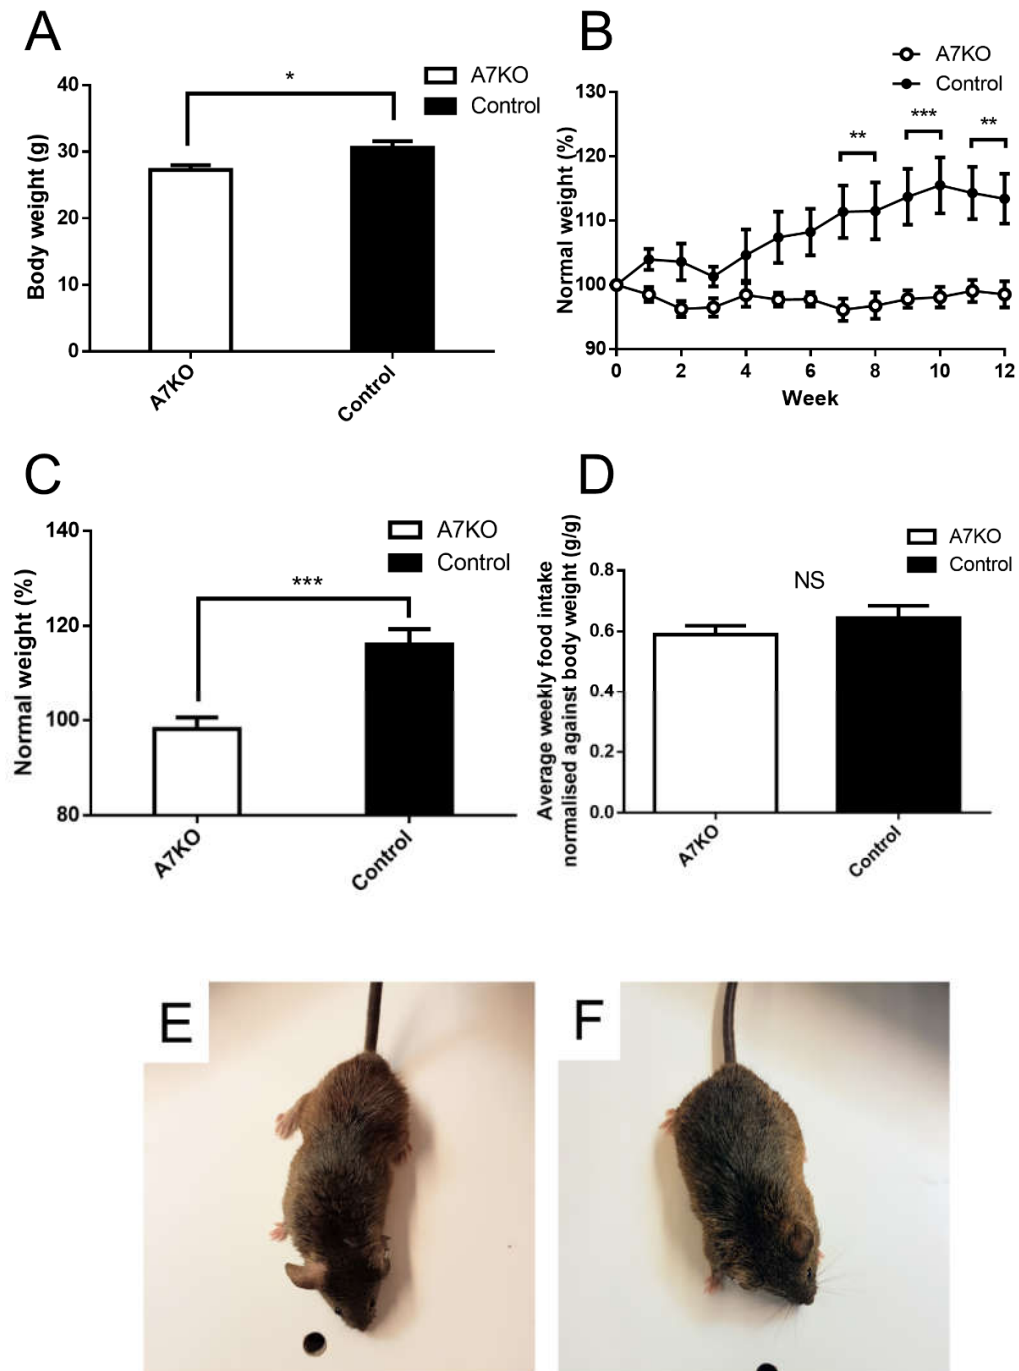 A
A7KO
Control
*
Body weight (g)
40
30
20
10
0
A7KO
Control
B
A7KO
Control
Normal weight (%)
130
120
110
100
90
**
***
**
0 2 4 6 8 10 12
Week
C
A7KO
Control
***
Normal weight (%)
140
120
100
80
A7KO
Control
D
A7KO
Control
NS
Average weekly food intake
normalised against body weight (g/g)
0.8
0.6
0.4
0.2
0.0
A7KO
Control
E
F